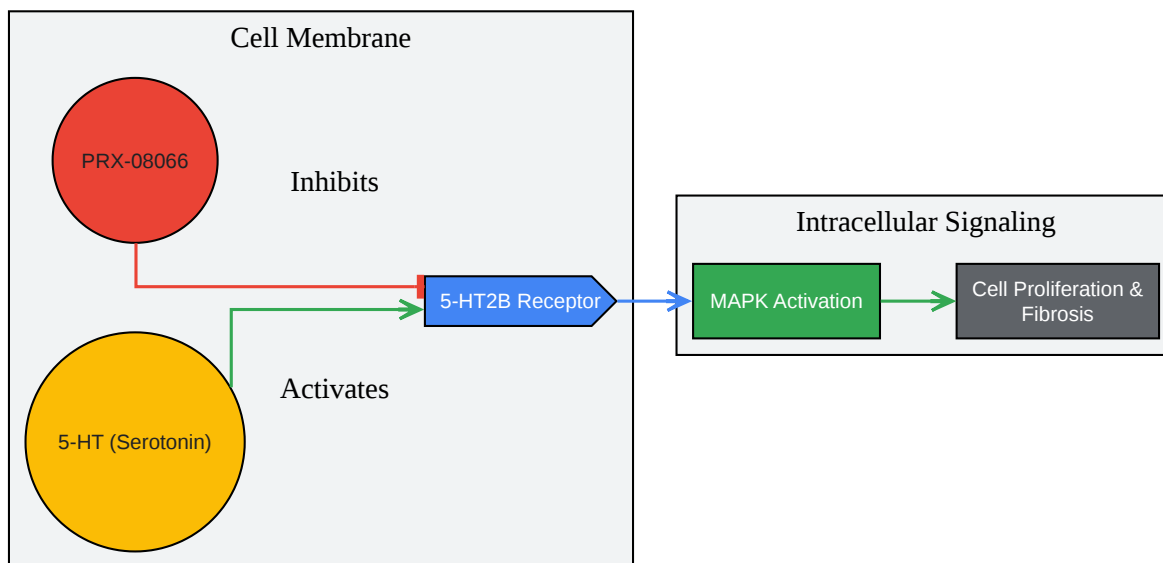 Cell Membrane
PRX-08066
Inhibits
5-HT2B Receptor
Activates
5-HT (Serotonin)
Intracellular Signaling
MAPK Activation
Cell Proliferation &
Fibrosis